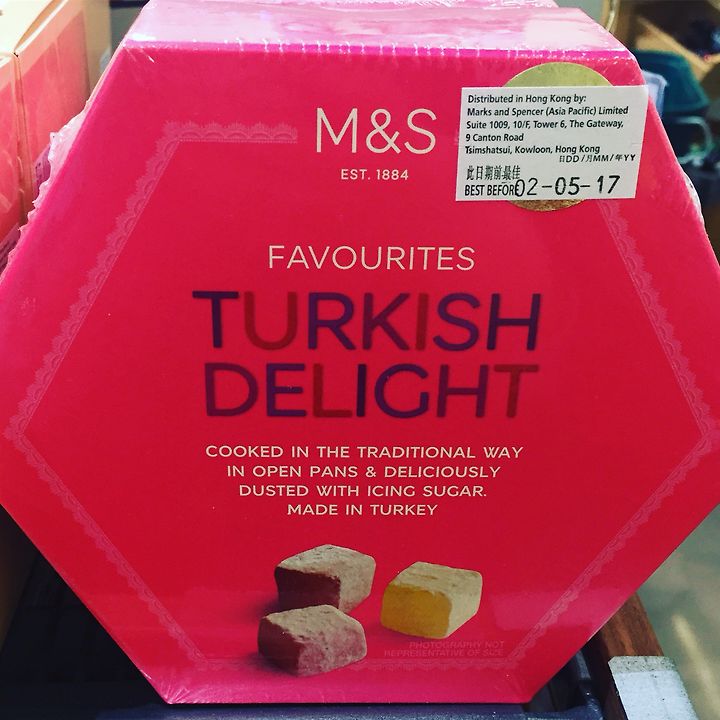 M&S
EST. 1884
Distributed in Hong Kong by:
Marks and Spencer (Asia Pacific) Limited
Suite 1009, 10/F, Tower 6, The Gateway,
9 Canton Road
Tsimshatsui, Kowloon, Hong Kong
日DD/月MM/年YY
此日期前最佳
BEST BEFORE 02-05-17
FAVOURITES
TURKISH
DELIGHT
COOKED IN THE TRADITIONAL WAY
IN OPEN PANS & DELICIOUSLY
DUSTED WITH ICING SUGAR.
MADE IN TURKEY
PHOTOGRAPHY NOT
REPRESENTATIVE OF SIZE